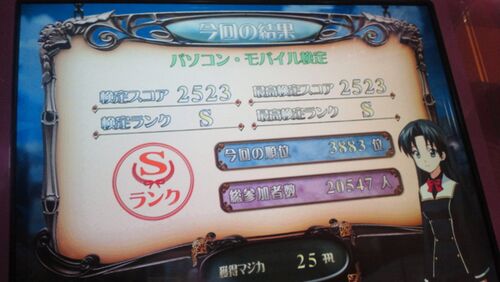 今回の結果
パソコン・モバイル検定
検定スコア 2523 最高検定スコア 2523
検定ランク S 最高検定ランク S
S
ランク
今回の順位 3883 位
総参加者数 20547 人
獲得マジカ 25